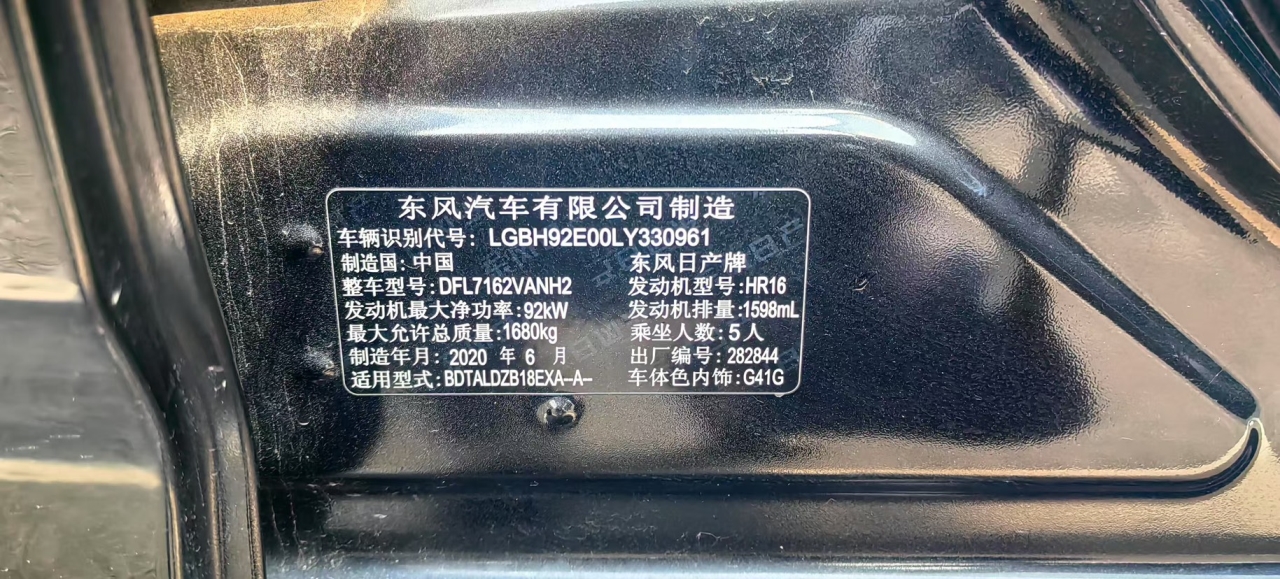 东风汽车有限公司制造
车辆识别代号: LGBH92E00LY330961
制造国:中国 东风日产牌
整车型号:DFL7162VANH2 发动机型号:HR16
发动机最大净功率:92kW 发动机排量:1598mL
最大允许总质量:1680kg 乘坐人数:5人
制造年月: 2020 年 6 月 出厂编号: 282844
适用型式:BDTALDZB18EXA-A- 车体色内饰:G41G